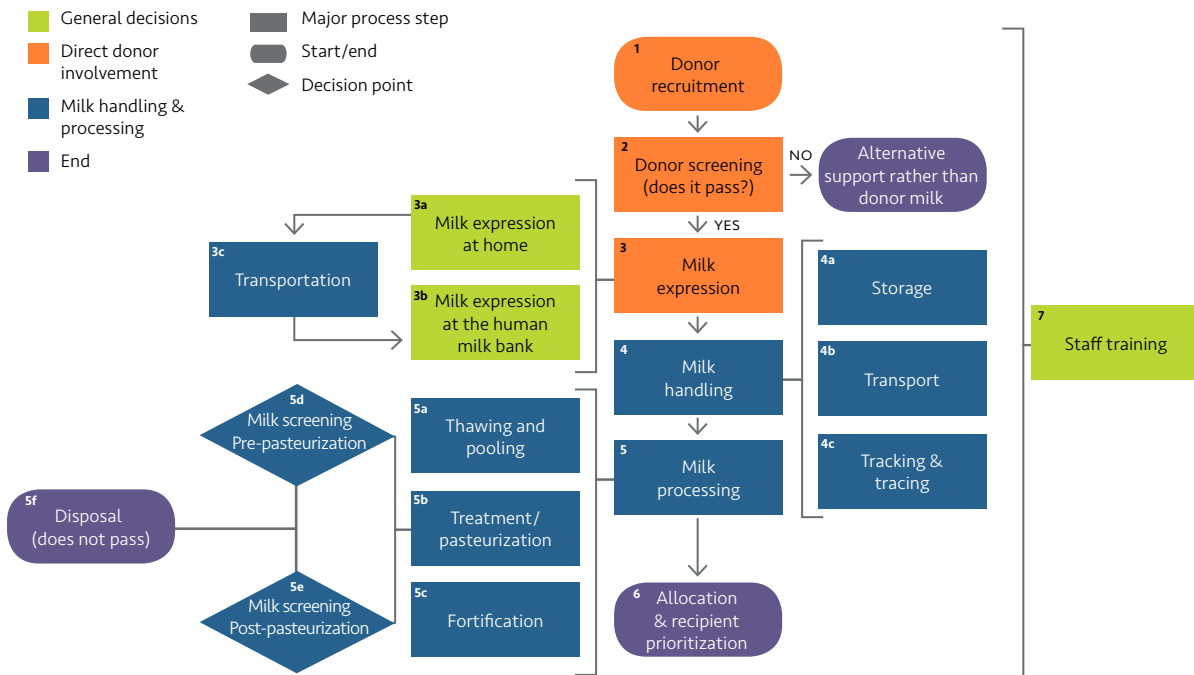 General decisions
Direct donor
involvement
Milk handling &
processing
End
Major process step
Start/end
Decision point
1
Donor
recruitment
2
Donor screening
(does it pass?)
NO
Alternative
support rather than
donor milk
YES
3
Milk
expression
3a
Milk expression
at home
3b
Milk expression
at the human
milk bank
3c
Transportation
4
Milk
handling
4a
Storage
4b
Transport
4c
Tracking &
tracing
5
Milk
processing
5a
Thawing and
pooling
5b
Treatment/
pasteurization
5c
Fortification
5d
Milk screening
Pre-pasteurization
5e
Milk screening
Post-pasteurization
5f
Disposal
(does not pass)
6
Allocation
& recipient
prioritization
7
Staff training